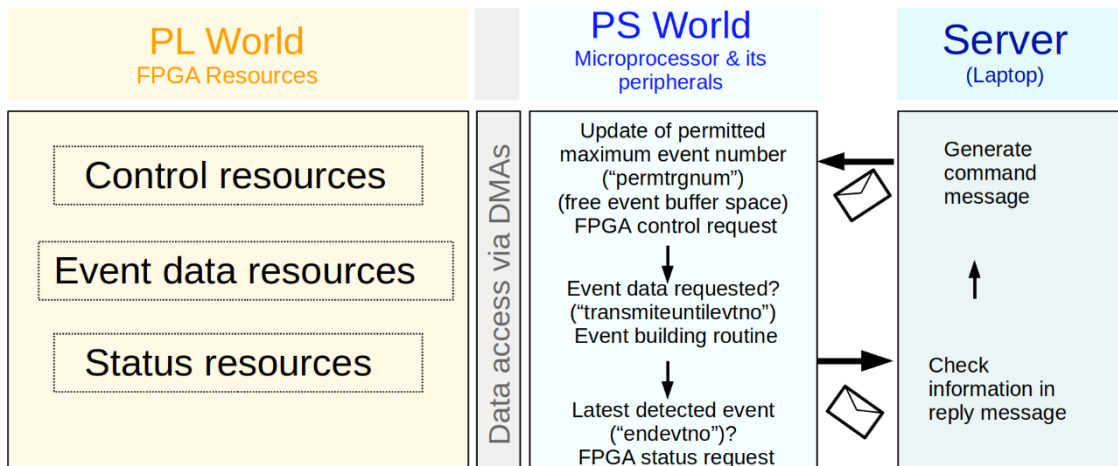 PL World
FPGA Resources
Control resources
Event data resources
Status resources
Data access via DMAs
PS World
Microprocessor & its
peripherals
Update of permitted
maximum event number
(“permtrgnum”)
(free event buffer space)
FPGA control request
Event data requested?
(“transmiteuntilevtno”)
Event building routine
Latest detected event
(“endevtno”)?
FPGA status request
Server
(Laptop)
Generate
command
message
Check
information in
reply message